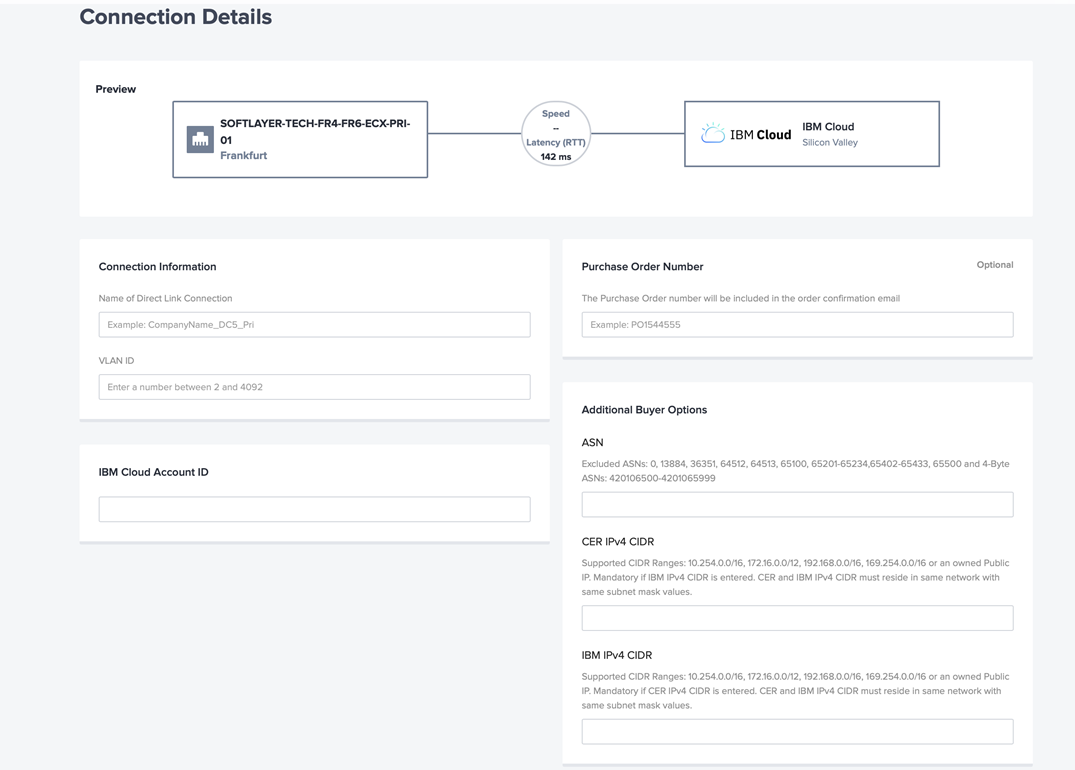 Connection Details
Preview
SOFTLAYER-TECH-FR4-FR6-ECX-PRI-
01
Frankfurt
Speed
--
Latency (RTT)
142 ms
IBM Cloud
IBM Cloud
Silicon Valley
Connection Information
Name of Direct Link Connection
Example: CompanyName_DC5_Pri
VLAN ID
Enter a number between 2 and 4092
IBM Cloud Account ID
Purchase Order Number
Optional
The Purchase Order number will be included in the order confirmation email
Example: PO1544555
Additional Buyer Options
ASN
Excluded ASNs: 0, 13884, 36351, 64512, 64513, 65100, 65201-65234,65402-65433, 65500 and 4-Byte
ASNs: 420106500-4201065999
CER IPv4 CIDR
Supported CIDR Ranges: 10.254.0.0/16, 172.16.0.0/12, 192.168.0.0/16, 169.254.0.0/16 or an owned Public
IP. Mandatory if IBM IPv4 CIDR is entered. CER and IBM IPv4 CIDR must reside in same network with
same subnet mask values.
IBM IPv4 CIDR
Supported CIDR Ranges: 10.254.0.0/16, 172.16.0.0/12, 192.168.0.0/16, 169.254.0.0/16 or an owned Public
IP. Mandatory if CER IPv4 CIDR is entered. CER and IBM IPv4 CIDR must reside in same network with
same subnet mask values.